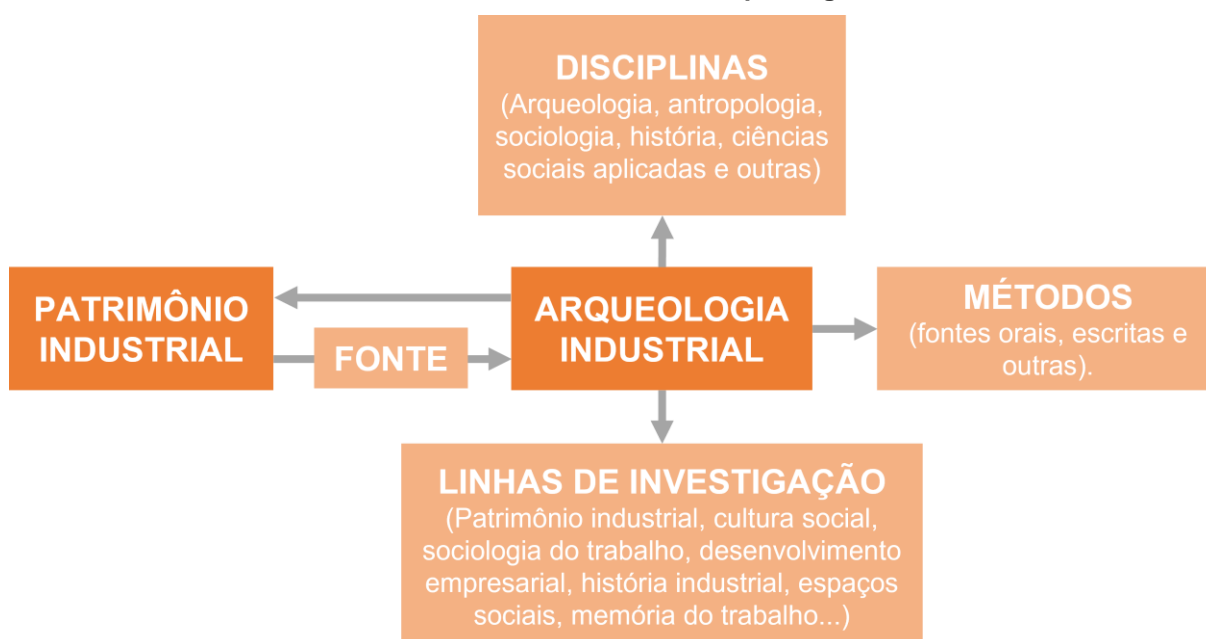 DISCIPLINAS
(Arqueologia, antropologia,
sociologia, história, ciências
sociais aplicadas e outras)
PATRIMÔNIO
INDUSTRIAL
FONTE
ARQUEOLOGIA
INDUSTRIAL
MÉTODOS
(fontes orais, escritas e
outras).
LINHAS DE INVESTIGAÇÃO
(Patrimônio industrial, cultura social,
sociologia do trabalho, desenvolvimento
empresarial, história industrial, espaços
sociais, memória do trabalho...)